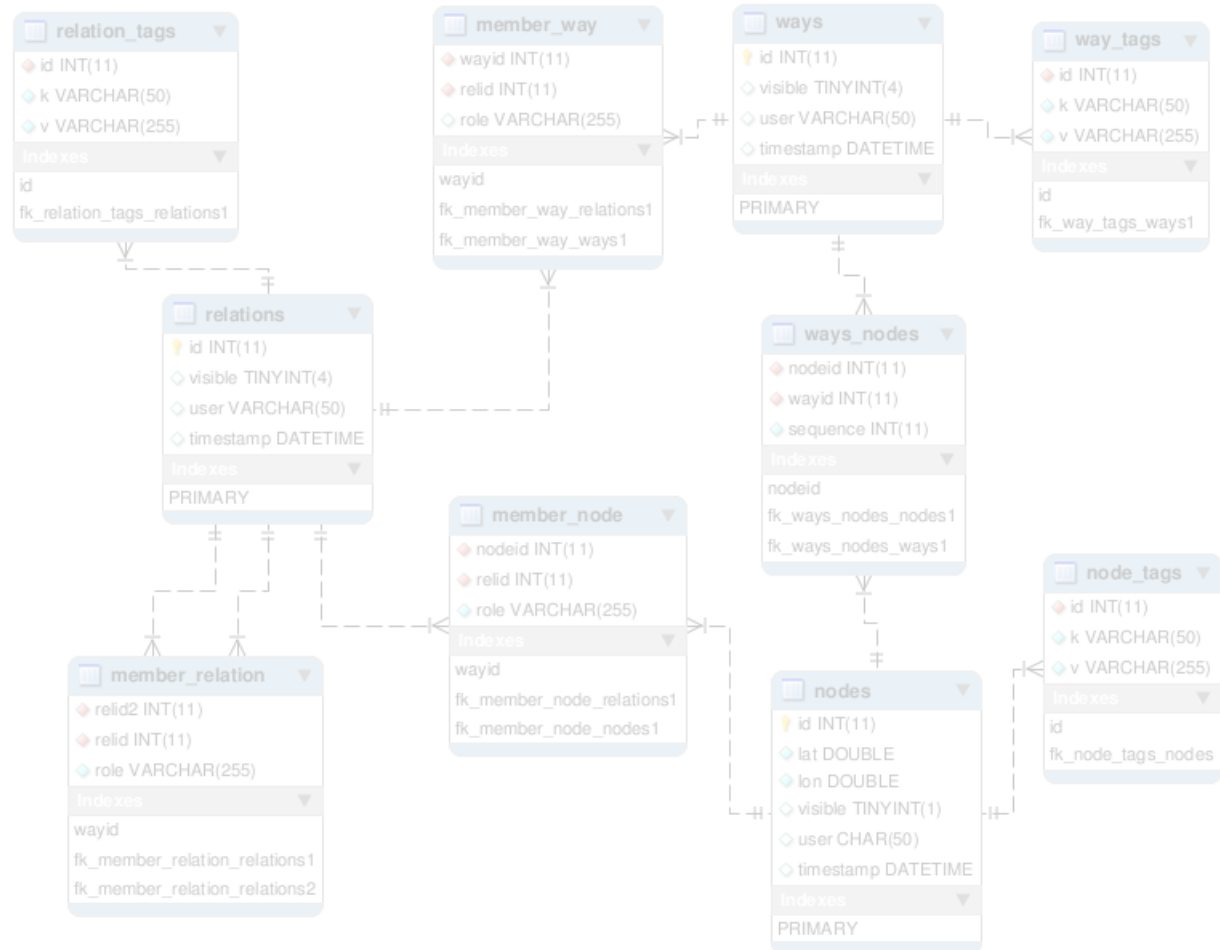 relation_tags
id INT(11)
k VARCHAR(50)
v VARCHAR(255)
Indexes
id
fk_relation_tags_relations1
member_way
wayid INT(11)
relid INT(11)
role VARCHAR(255)
Indexes
wayid
fk_member_way_relations1
fk_member_way_ways1
ways
id INT(11)
visible TINYINT(4)
user VARCHAR(50)
timestamp DATETIME
Indexes
PRIMARY
way_tags
id INT(11)
k VARCHAR(50)
v VARCHAR(255)
Indexes
id
fk_way_tags_ways1
relations
id INT(11)
visible TINYINT(4)
user VARCHAR(50)
timestamp DATETIME
Indexes
PRIMARY
ways_nodes
nodeid INT(11)
wayid INT(11)
sequence INT(11)
Indexes
nodeid
fk_ways_nodes_nodes1
fk_ways_nodes_ways1
member_node
nodeid INT(11)
relid INT(11)
role VARCHAR(255)
Indexes
wayid
fk_member_node_relations1
fk_member_node_nodes1
node_tags
id INT(11)
k VARCHAR(50)
v VARCHAR(255)
Indexes
id
fk_node_tags_nodes
member_relation
relid2 INT(11)
relid INT(11)
role VARCHAR(255)
Indexes
wayid
fk_member_relation_relations1
fk_member_relation_relations2
nodes
id INT(11)
lat DOUBLE
lon DOUBLE
visible TINYINT(1)
user CHAR(50)
timestamp DATETIME
Indexes
PRIMARY